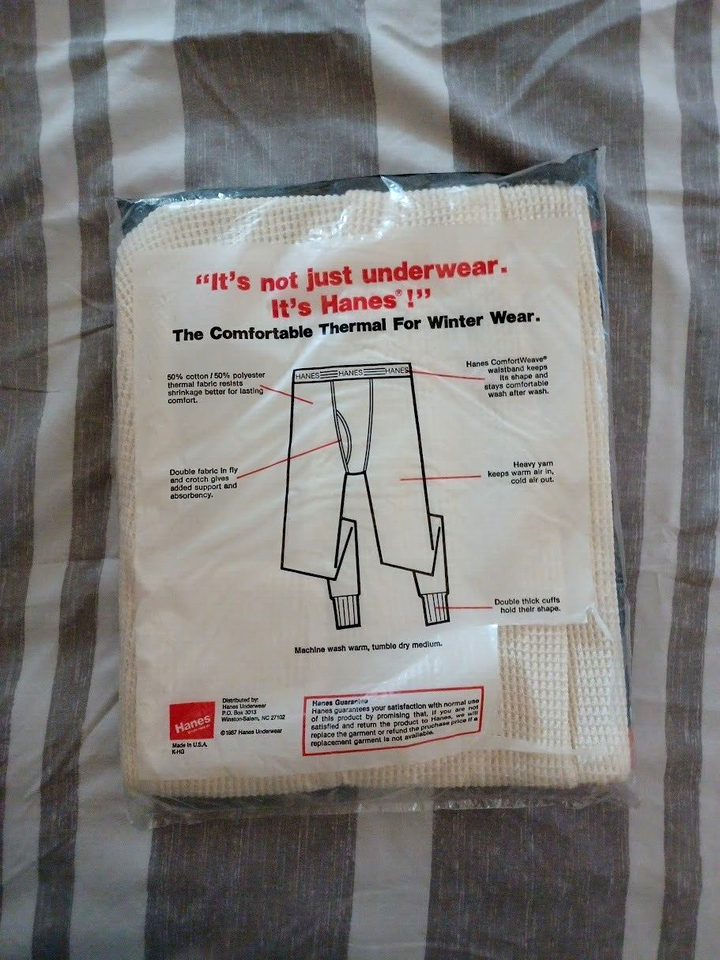 “It's not just underwear.
It's Hanes®!”
The Comfortable Thermal For Winter Wear.
50% cotton / 50% polyester
thermal fabric resists
shrinkage better for lasting
comfort.
HANES HANES HANES
Hanes ComfortWeave®
waistband keeps
its shape and
stays comfortable
wash after wash.
Double fabric in fly
and crotch gives
added support and
absorbency.
Heavy yarn
keeps warm air in,
cold air out.
Double thick cuffs
hold their shape.
Machine wash warm, tumble dry medium.
Hanes
Made in U.S.A.
K-HG
Distributed by:
Hanes Underwear
P.O. Box 3013
Winston-Salem, NC 27102
©1987 Hanes Underwear
Hanes Guarantee
Hanes guarantees your satisfaction with normal use
of this product by promising that, if you are not
satisfied and return the product to Hanes, we will
replace the garment or refund the pruchase price if a
replacement garment is not available.